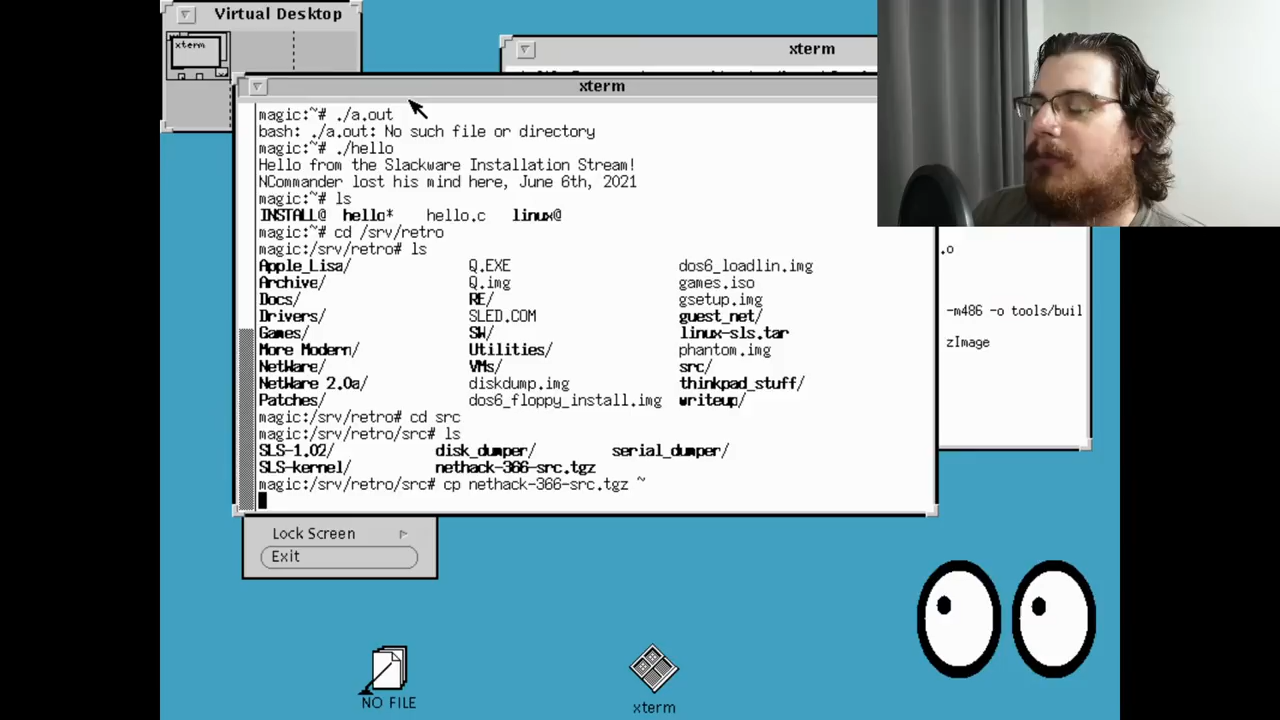 Virtual Desktop
xterm
xterm
xterm
magic:~# ./a.out
bash: ./a.out: No such file or directory
magic:~# ./hello
Hello from the Slackware Installation Stream!
NCommander lost his mind here, June 6th, 2021
magic:~# ls
INSTALL@  hello*    hello.c   linux@
magic:~# cd /srv/retro
magic:/srv/retro# ls
Apple_Lisa/              Q.EXE                    dos6_loadlin.img
Archive/                 Q.img                    games.iso
Docs/                    RE/                      gsetup.img
Drivers/                 SLED.COM                 guest_net/
Games/                   SW/                      linux-sls.tar
More Modern/             Utilities/               phantom.img
NetWare/                 VMs/                     src/
NetWare 2.0a/            diskdump.img             thinkpad_stuff/
Patches/                 dos6_floppy_install.img  writeup/
magic:/srv/retro# cd src
magic:/srv/retro/src# ls
SLS-1.02/            disk_dumper/         serial_dumper/
SLS-kernel/          nethack-366-src.tgz
magic:/srv/retro/src# cp nethack-366-src.tgz ~
.o
-m486 -o tools/buil
zImage
Lock Screen
Exit
NO FILE
xterm